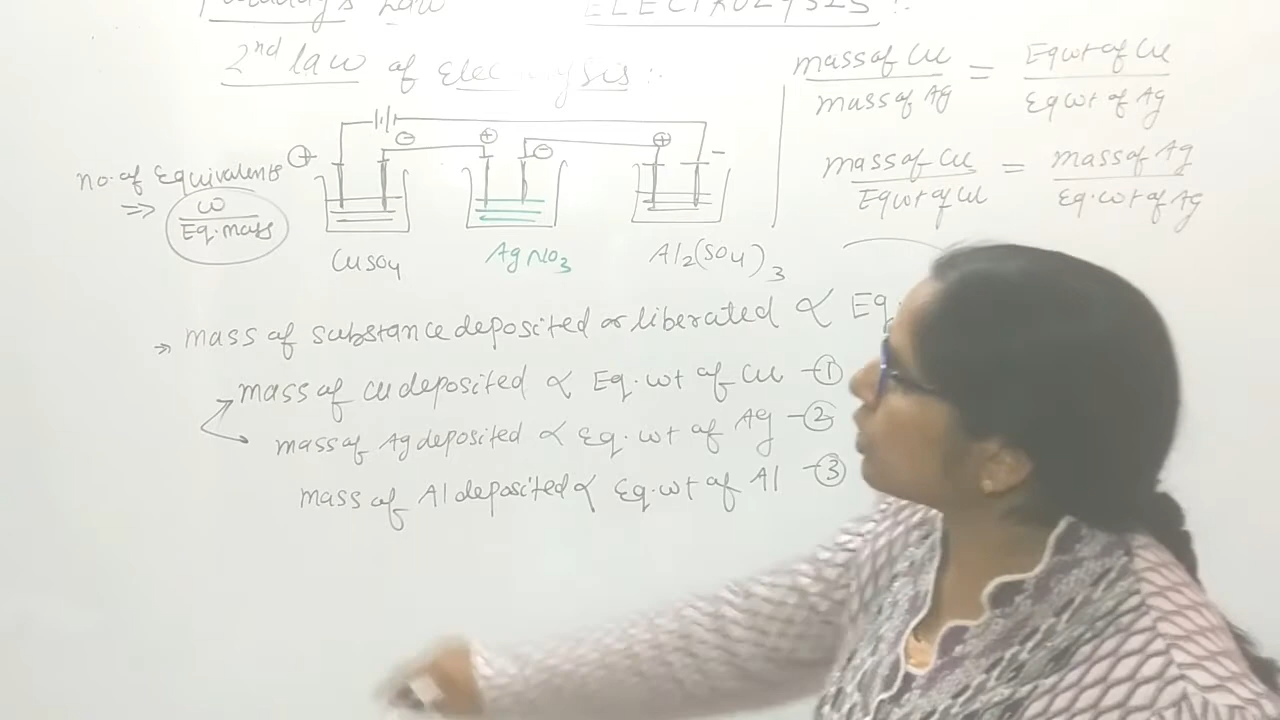 Faraday's Law ELECTROLYSIS :-
2nd law of Electrolysis :-
no. of Equivalents
⇒ w / Eq. mass
CuSO4 AgNO3 Al2(SO4)3
⇒ mass of substance deposited or liberated ∝ Eq.
mass of Cu deposited ∝ Eq. wt of Cu -①
mass of Ag deposited ∝ Eq. wt of Ag -②
mass of Al deposited ∝ Eq. wt of Al -③
mass of Cu / mass of Ag = Eq wt of Cu / Eq wt of Ag
mass of Cu / Eq wt of Cu = mass of Ag / Eq. wt of Ag